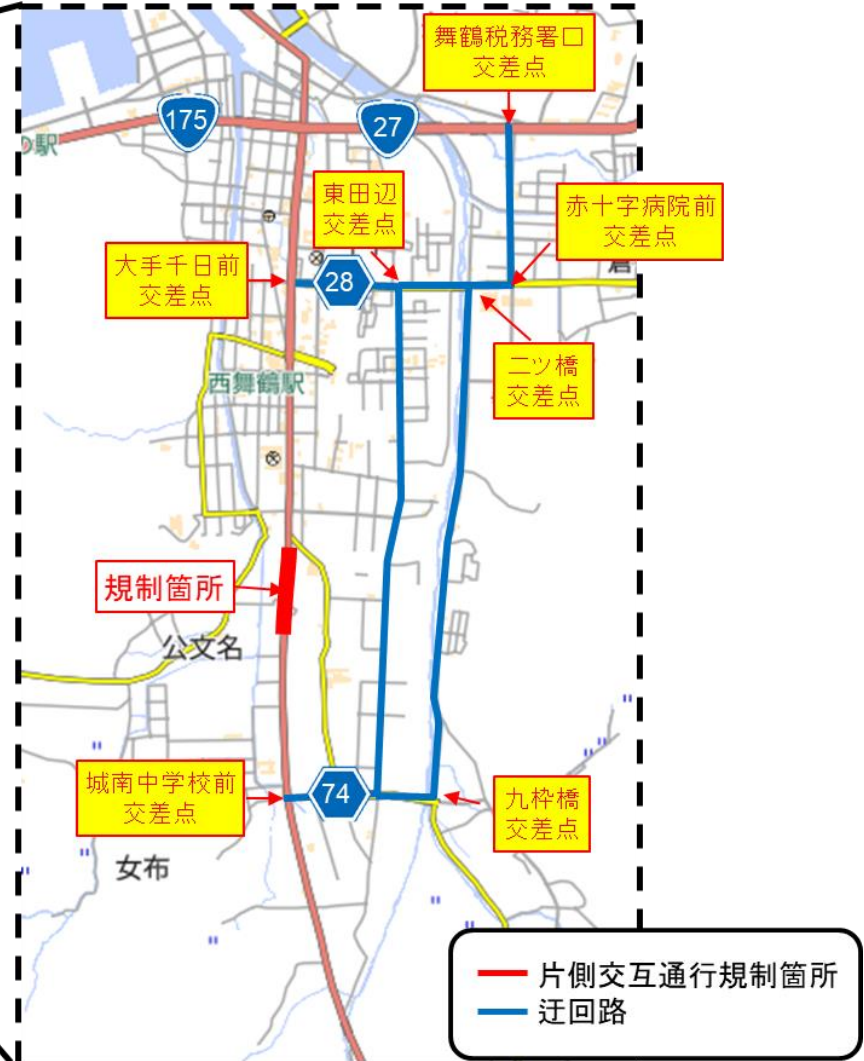 舞鶴税務署口
交差点
175
27
の駅
東田辺
交差点
赤十字病院前
交差点
大手千日前
交差点
28
倉
二ツ橋
交差点
西舞鶴駅
規制箇所
公文名
城南中学校前
交差点
74
九枠橋
交差点
女布
片側交互通行規制箇所
迂回路